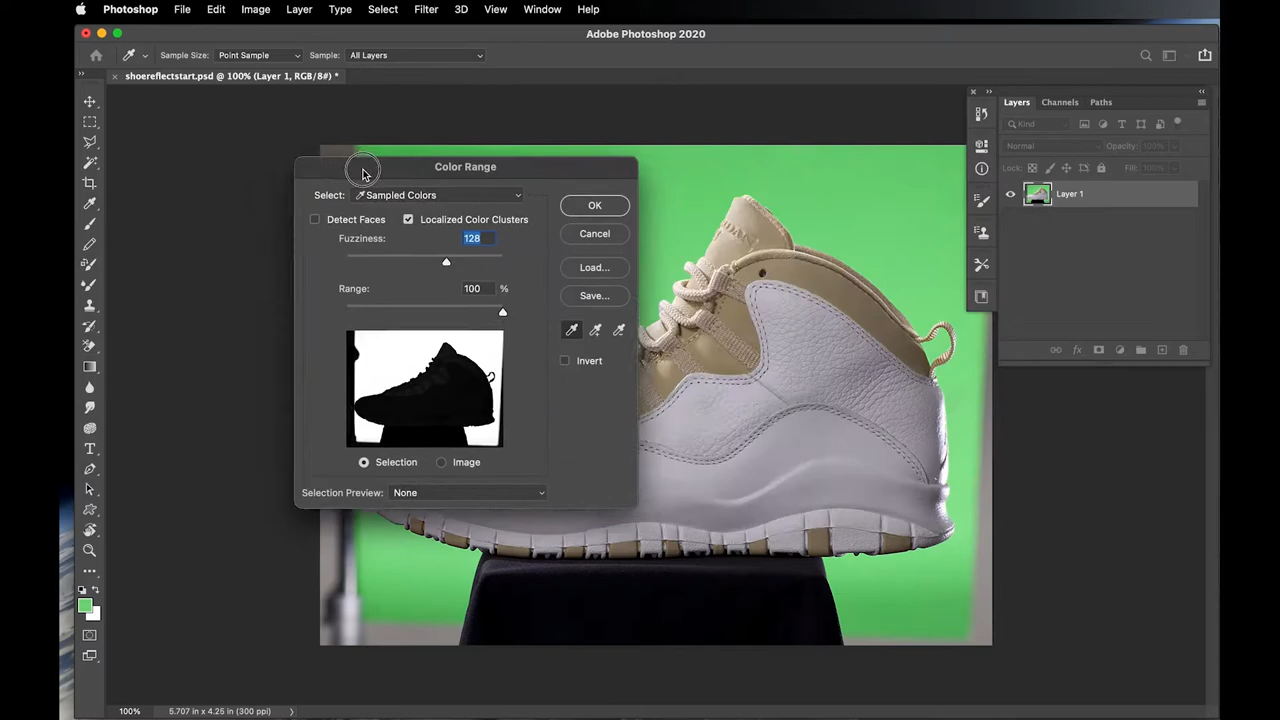 Photoshop File Edit Image Layer Type Select Filter 3D View Window Help
Adobe Photoshop 2020
Sample Size: Point Sample Sample: All Layers
shoereflectstart.psd @ 100% (Layer 1, RGB/8#) *
Layers Channels Paths
Kind
Normal Opacity: 100%
Lock: Fill: 100%
Layer 1
Color Range
Select: Sampled Colors
OK
Detect Faces Localized Color Clusters
Cancel
Fuzziness: 128
Load...
Range: 100 %
Save...
Invert
Selection Image
Selection Preview: None
100% 5.707 in x 4.25 in (300 ppi)